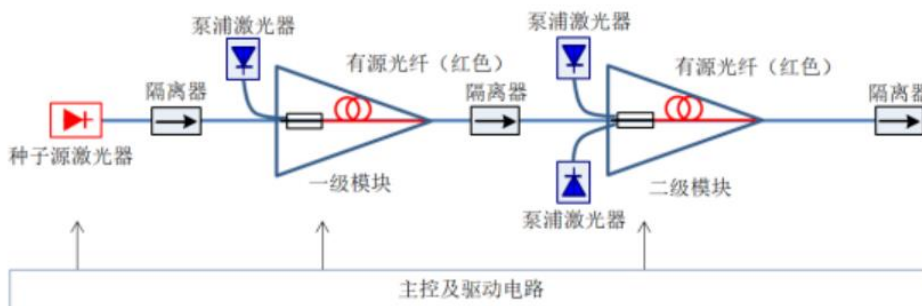 泵浦激光器
泵浦激光器
有源光纤（红色）
有源光纤（红色）
隔离器
隔离器
隔离器
种子源激光器
一级模块
二级模块
泵浦激光器
主控及驱动电路